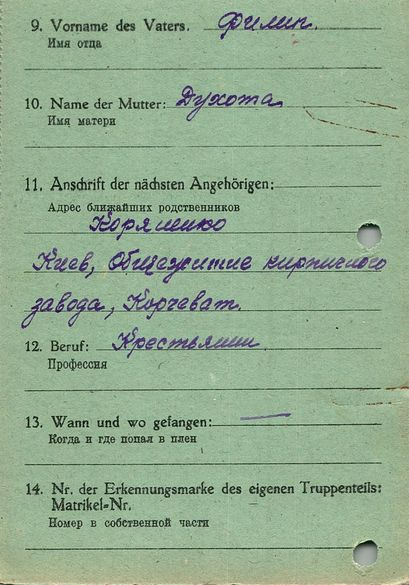 9. Vorname des Vaters. Филип.
Имя отца
10. Name der Mutter: Духота
Имя матери
11. Anschrift der nächsten Angehörigen:
Адрес ближайших родственников
Киев, Общежитие кирпичного
завода, Корчеват.
12. Beruf: Крестьянин
Профессия
13. Wann und wo gefangen: —
Когда и где попал в плен
14. Nr. der Erkennungsmarke des eigenen Truppenteils:
Matrikel-Nr.
Номер в собственной части